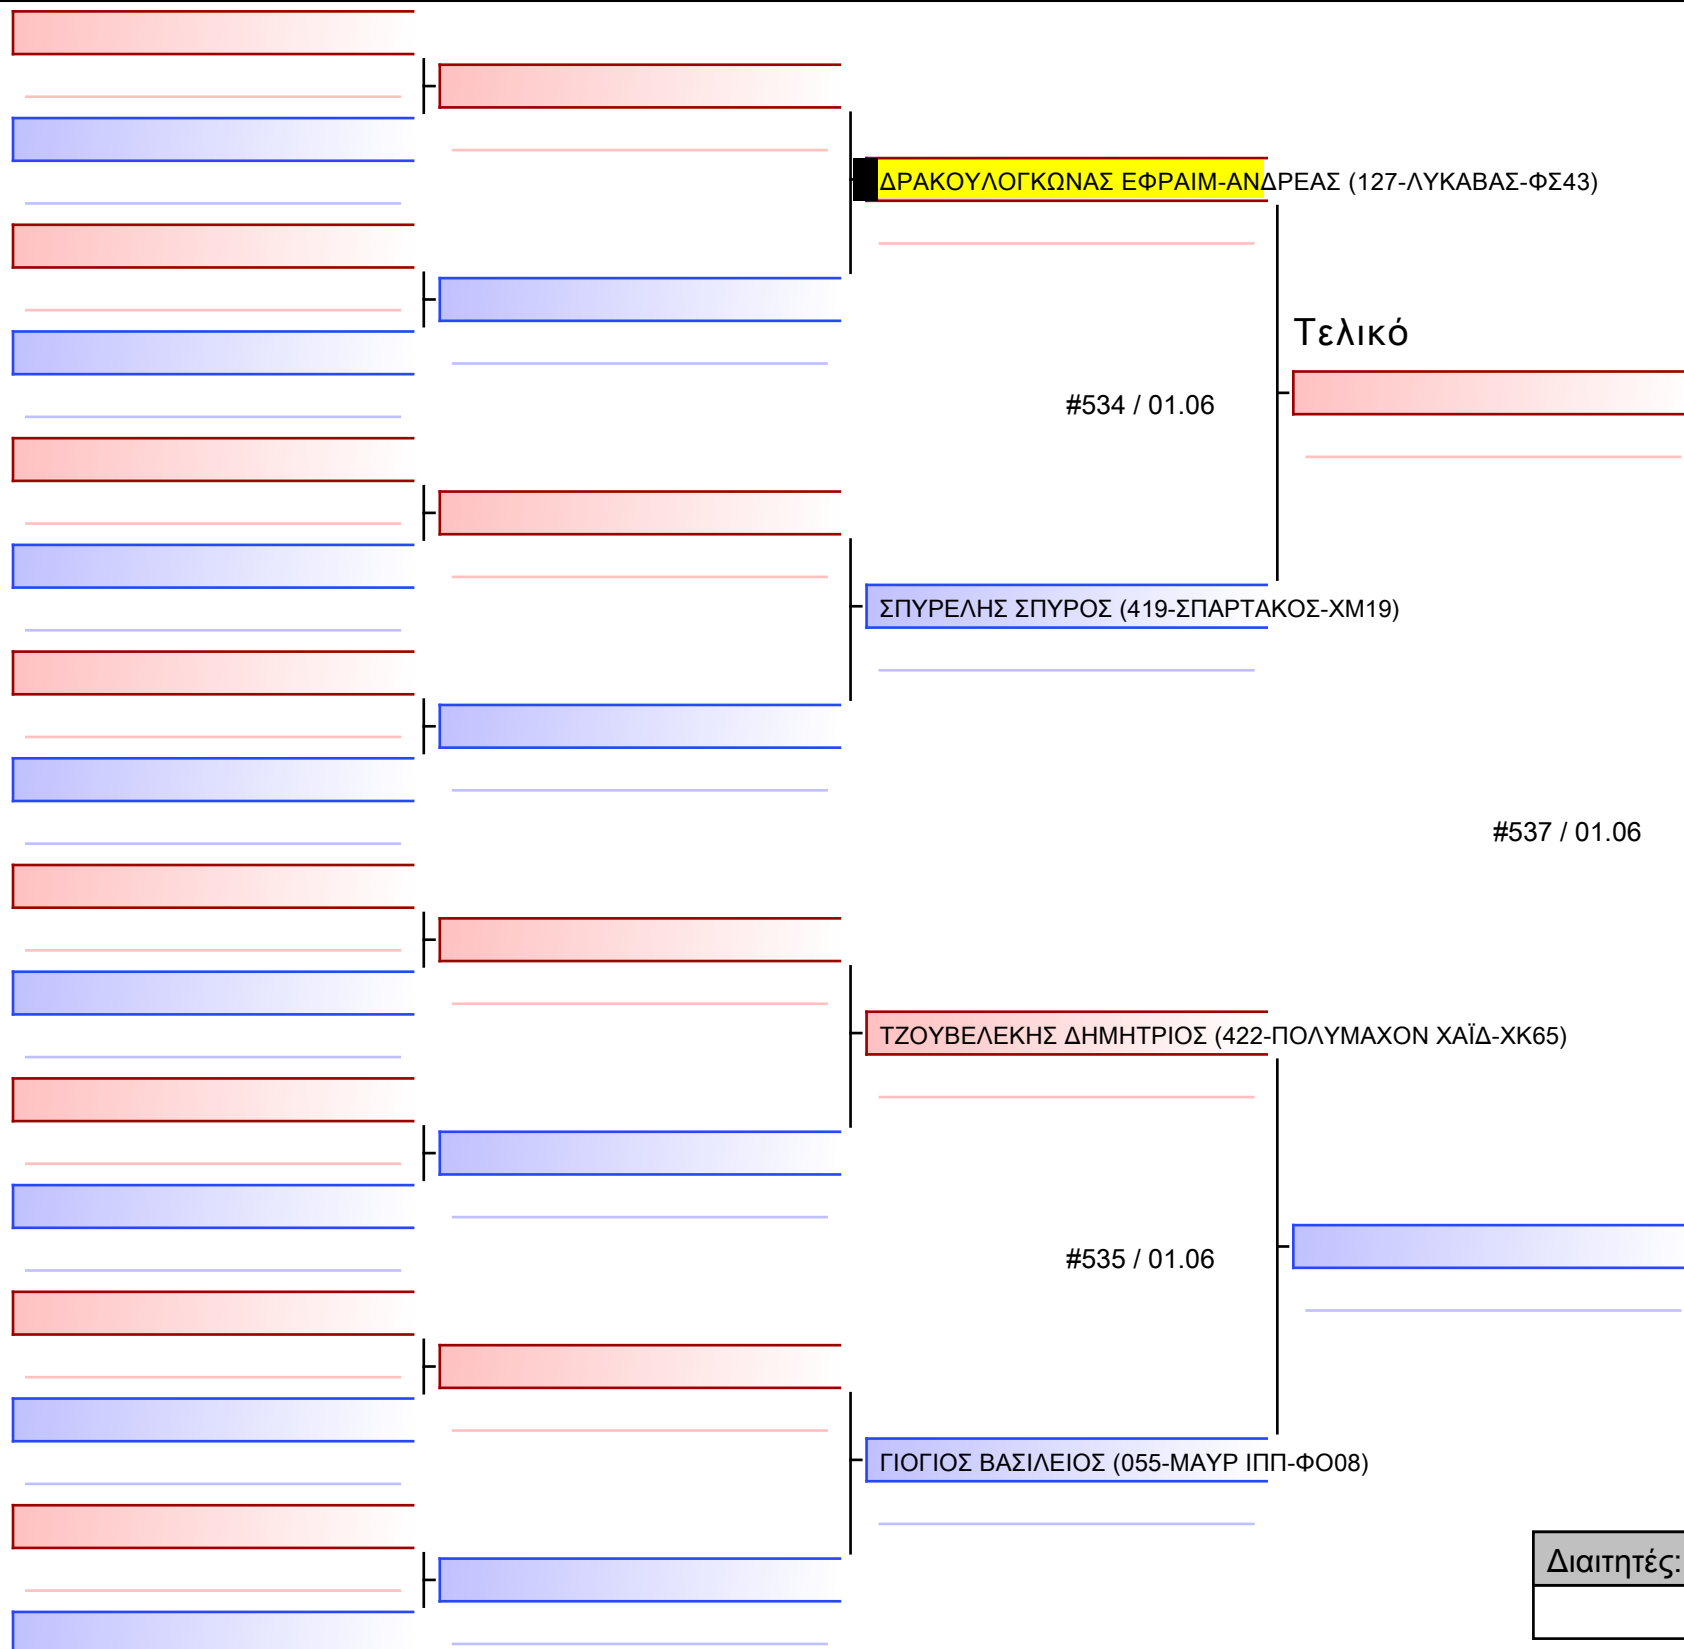 ΔΡΑΚΟΥΛΟΓΚΩΝΑΣ ΕΦΡΑΙΜ-ΑΝΔΡΕΑΣ (127-ΛΥΚΑΒΑΣ-ΦΣ43)
Τελικό
#534 / 01.06
ΣΠΥΡΕΛΗΣ ΣΠΥΡΟΣ (419-ΣΠΑΡΤΑΚΟΣ-ΧΜ19)
#537 / 01.06
ΤΖΟΥΒΕΛΕΚΗΣ ΔΗΜΗΤΡΙΟΣ (422-ΠΟΛΥΜΑΧΟΝ ΧΑΪΔ-ΧΚ65)
#535 / 01.06
ΓΙΟΓΙΟΣ ΒΑΣΙΛΕΙΟΣ (055-ΜΑΥΡ ΙΠΠ-ΦΟ08)
Διαιτητές: